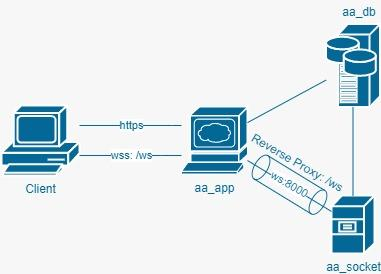 aa_db
https
wss: /ws
Reverse Proxy: /ws
ws:8000
Client
aa_app
aa_socket